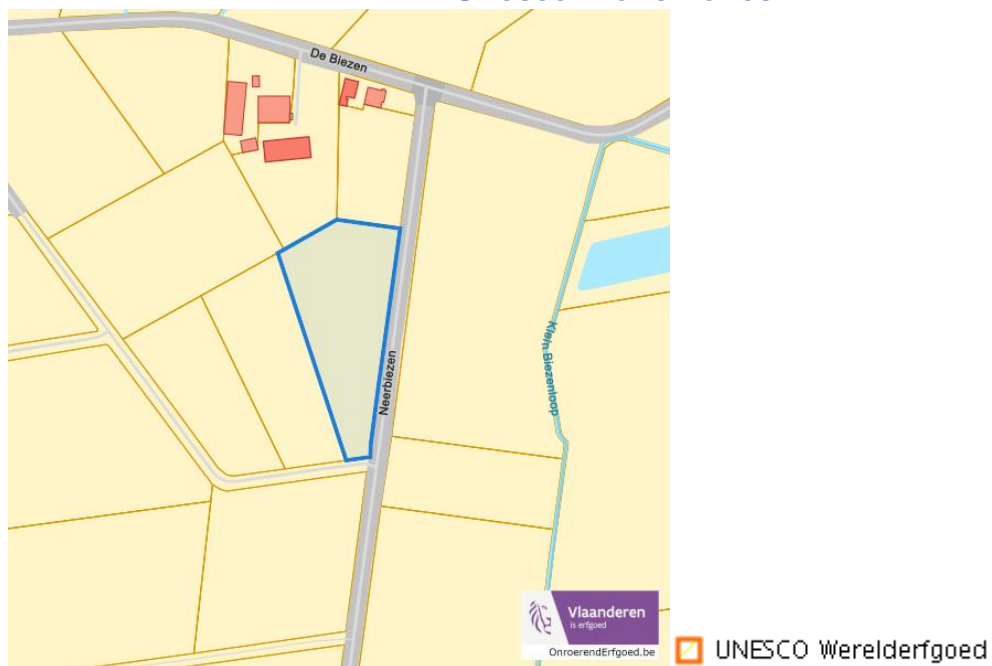 De Biezen
Neerbiezen
Klein Biezenloop
Vlaanderen
is erfgoed
OnroerendErfgoed.be
UNESCO Werelderfgoed